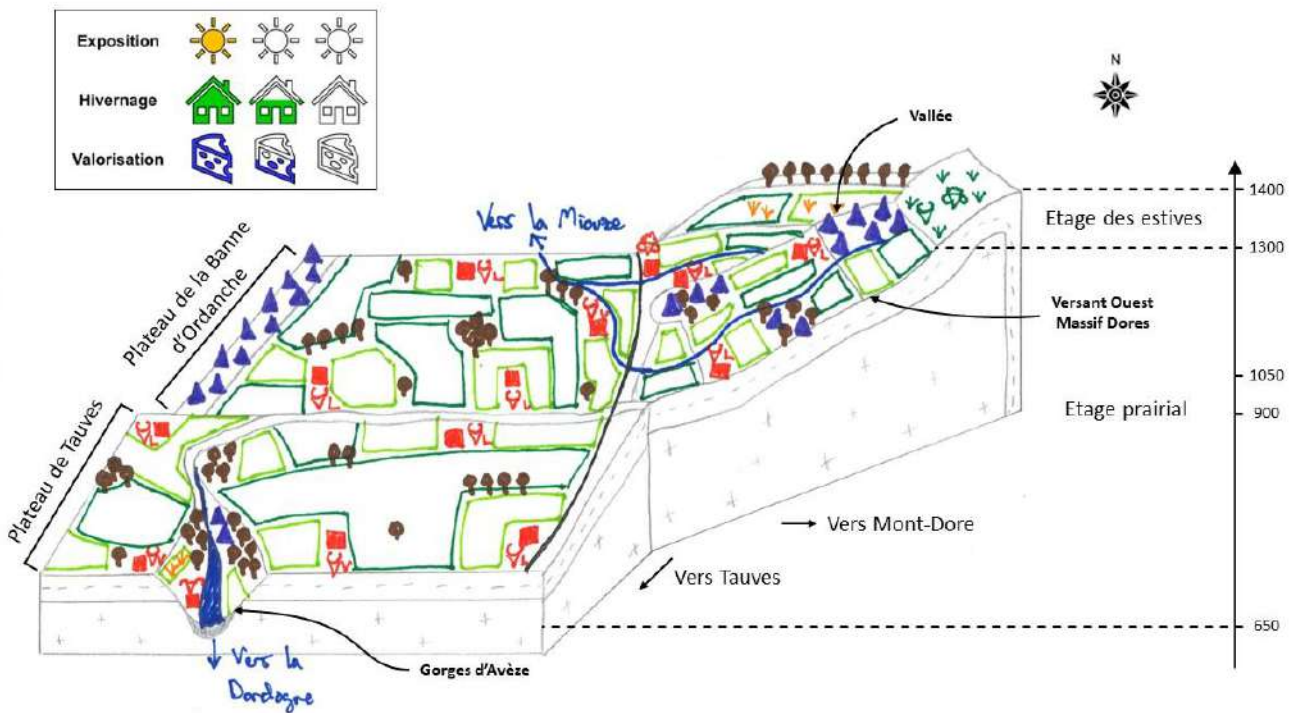 Exposition
Hivernage
Valorisation
N
Vallée
Vers la Miouze
1400
Etage des estives
1300
Plateau de la Banne
d'Ordanche
Versant Ouest
Massif Dores
1050
Etage prairial
900
Plateau de Tauves
Vers Mont-Dore
Vers Tauves
650
Gorges d'Avèze
Vers la
Dordogne